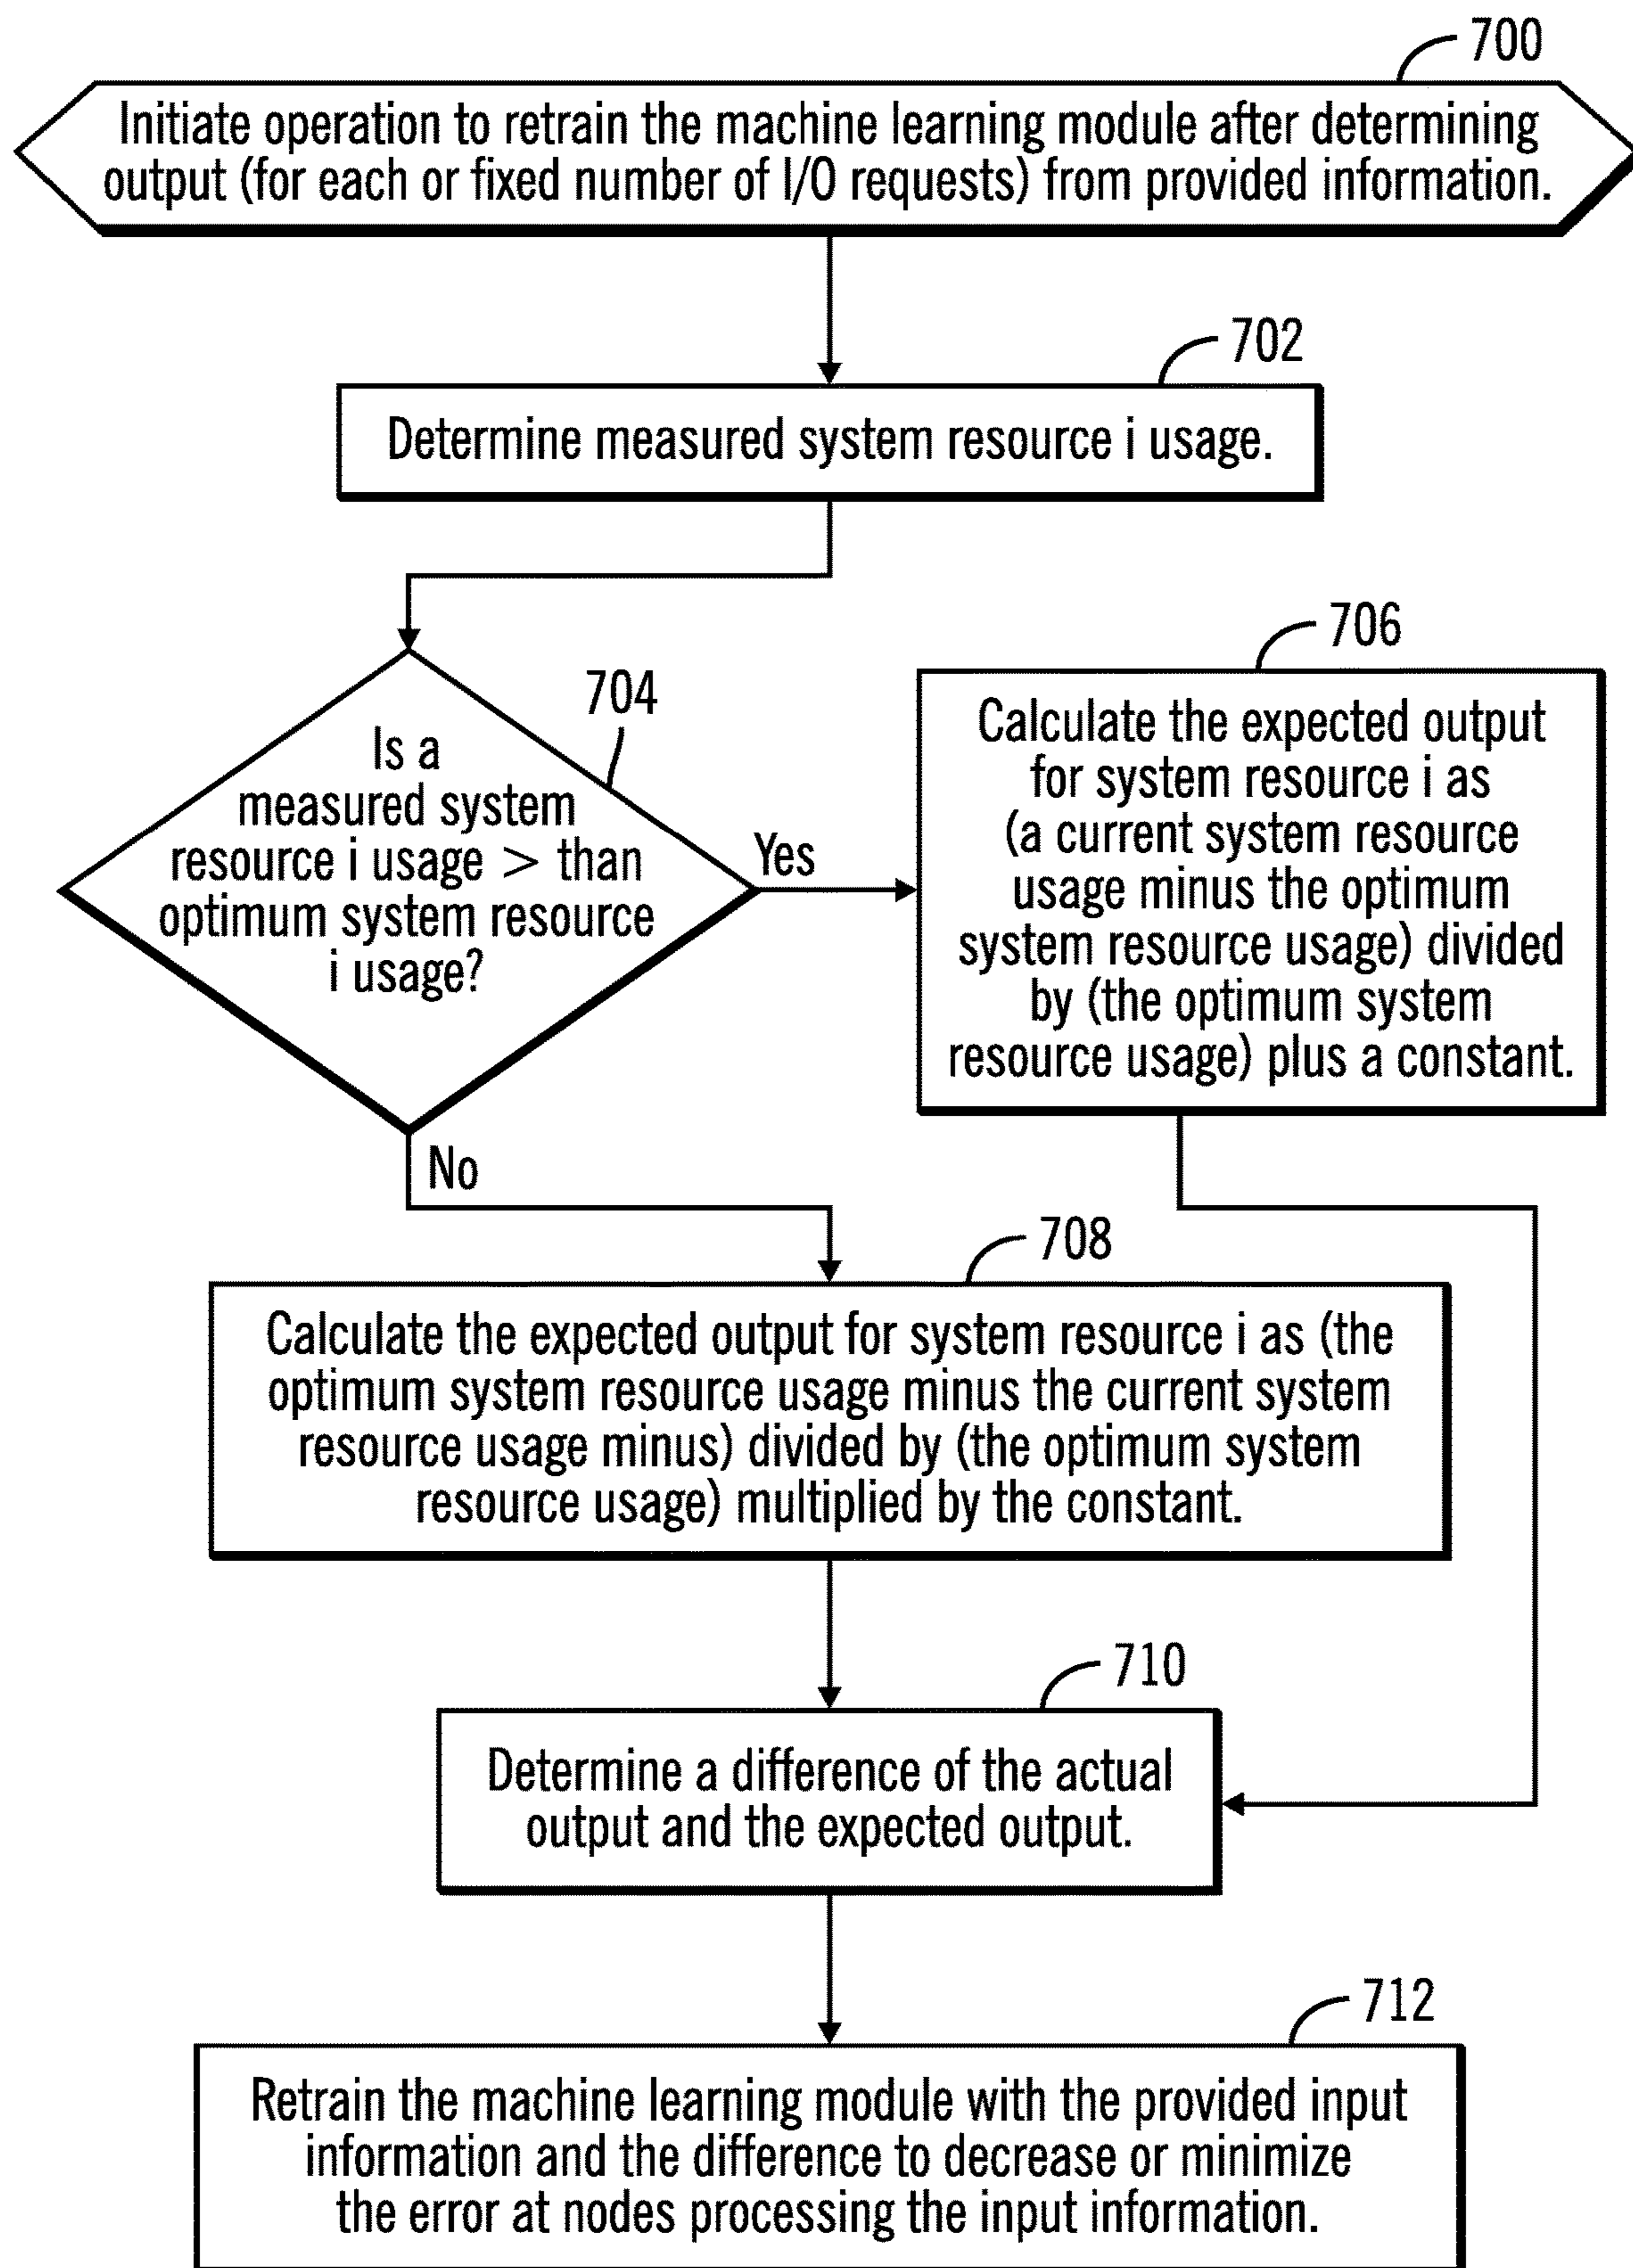 700
Initiate operation to retrain the machine learning module after determining
output (for each or fixed number of I/O requests) from provided information.
702
Determine measured system resource i usage.
704
Is a
measured system
resource i usage > than
optimum system resource
i usage?
Yes
No
706
Calculate the expected output
for system resource i as
(a current system resource
usage minus the optimum
system resource usage) divided
by (the optimum system
resource usage) plus a constant.
708
Calculate the expected output for system resource i as (the
optimum system resource usage minus the current system
resource usage minus) divided by (the optimum system
resource usage) multiplied by the constant.
710
Determine a difference of the actual
output and the expected output.
712
Retrain the machine learning module with the provided input
information and the difference to decrease or minimize
the error at nodes processing the input information.